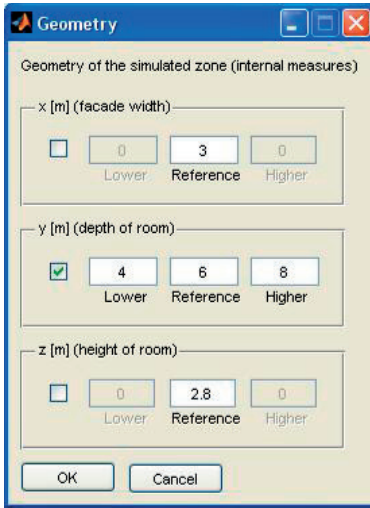 Geometry
Geometry of the simulated zone (internal measures)
x [m] (facade width)
0 3 0
Lower Reference Higher
y [m] (depth of room)
4 6 8
Lower Reference Higher
z [m] (height of room)
0 2.8 0
Lower Reference Higher
OK Cancel